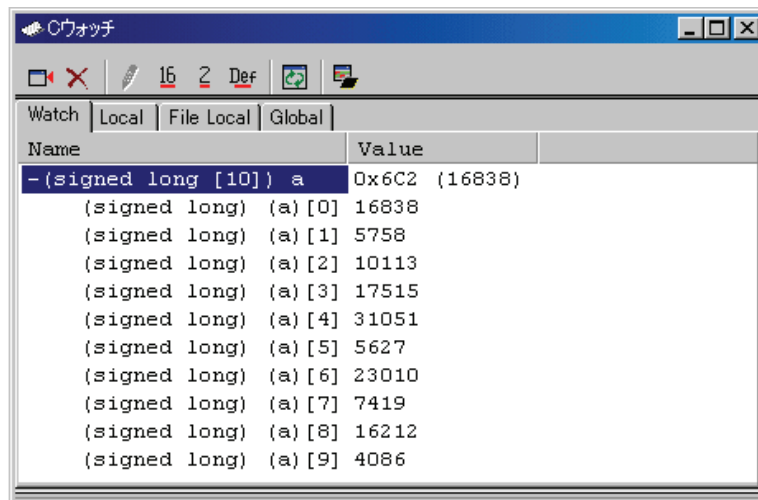 Cウォッチ
16 2 Def
Watch Local File Local Global
Name Value
-(signed long [10]) a 0x6C2 (16838)
(signed long) (a)[0] 16838
(signed long) (a)[1] 5758
(signed long) (a)[2] 10113
(signed long) (a)[3] 17515
(signed long) (a)[4] 31051
(signed long) (a)[5] 5627
(signed long) (a)[6] 23010
(signed long) (a)[7] 7419
(signed long) (a)[8] 16212
(signed long) (a)[9] 4086